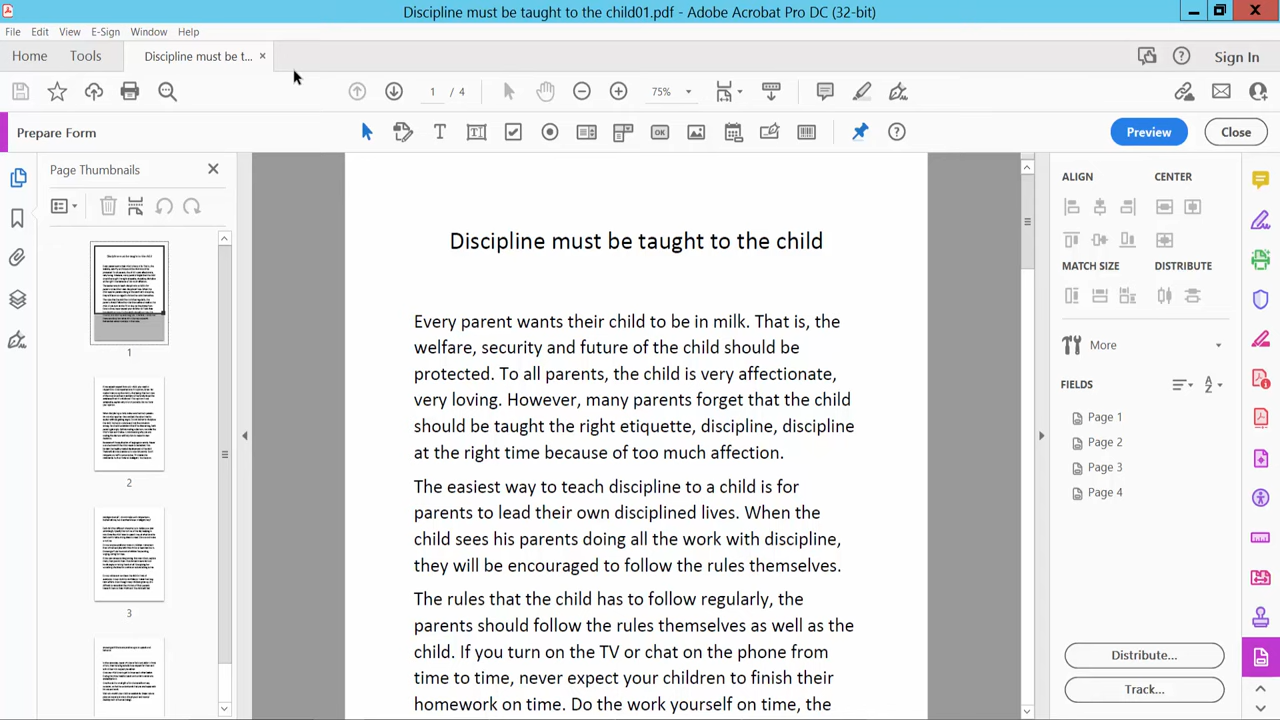 Discipline must be taught to the child01.pdf - Adobe Acrobat Pro DC (32-bit)
File Edit View E-Sign Window Help
Home Tools Discipline must be t... × Sign In
1 / 4 75%
Prepare Form Preview Close
Page Thumbnails
1
2
3
Discipline must be taught to the child
Every parent wants their child to be in milk. That is, the
welfare, security and future of the child should be
protected. To all parents, the child is very affectionate,
very loving. However, many parents forget that the child
should be taught the right etiquette, discipline, discipline
at the right time because of too much affection.
The easiest way to teach discipline to a child is for
parents to lead their own disciplined lives. When the
child sees his parents doing all the work with discipline,
they will be encouraged to follow the rules themselves.
The rules that the child has to follow regularly, the
parents should follow the rules themselves as well as the
child. If you turn on the TV or chat on the phone from
time to time, never expect your children to finish their
homework on time. Do the work yourself on time, the
ALIGN CENTER
MATCH SIZE DISTRIBUTE
More
FIELDS
Page 1
Page 2
Page 3
Page 4
Distribute...
Track...